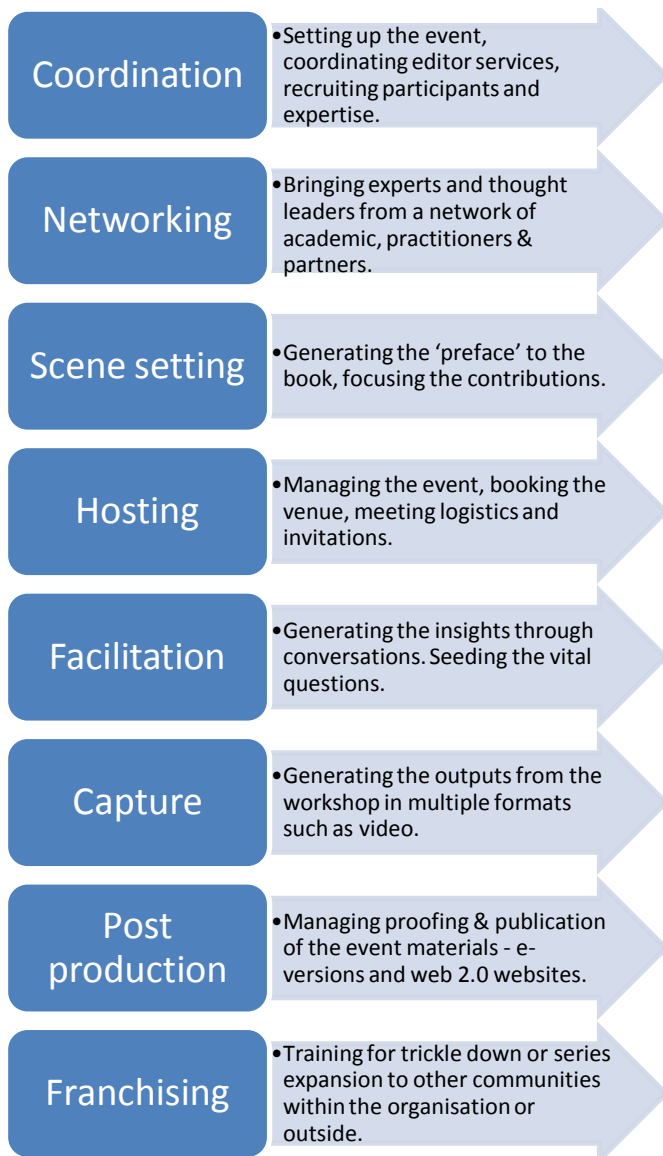 Coordination
•Setting up the event,
coordinating editor services,
recruiting participants and
expertise.
Networking
•Bringing experts and thought
leaders from a network of
academic, practitioners &
partners.
Scene setting
•Generating the ‘preface’ to the
book, focusing the contributions.
Hosting
•Managing the event, booking the
venue, meeting logistics and
invitations.
Facilitation
•Generating the insights through
conversations. Seeding the vital
questions.
Capture
•Generating the outputs from the
workshop in multiple formats
such as video.
Post
production
•Managing proofing & publication
of the event materials - e-
versions and web 2.0 websites.
Franchising
•Training for trickle down or series
expansion to other communities
within the organisation or
outside.